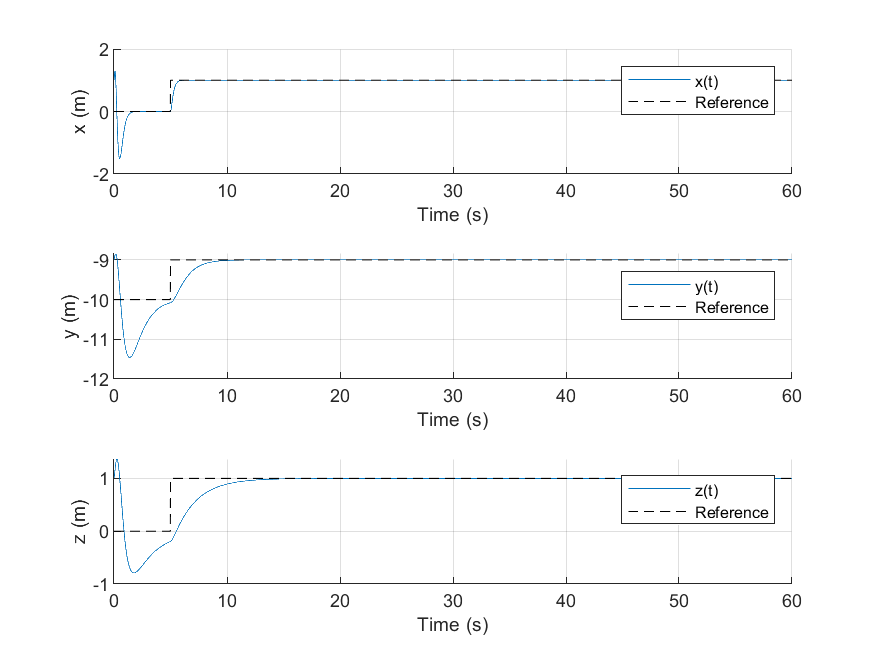 2
x(t)
Reference
0
x (m)
-2
0 10 20 30 40 50 60
Time (s)
-9
y(t)
-10
Reference
y (m)
-11
-12
0 10 20 30 40 50 60
Time (s)
1
z(t)
Reference
0
z (m)
-1
0 10 20 30 40 50 60
Time (s)